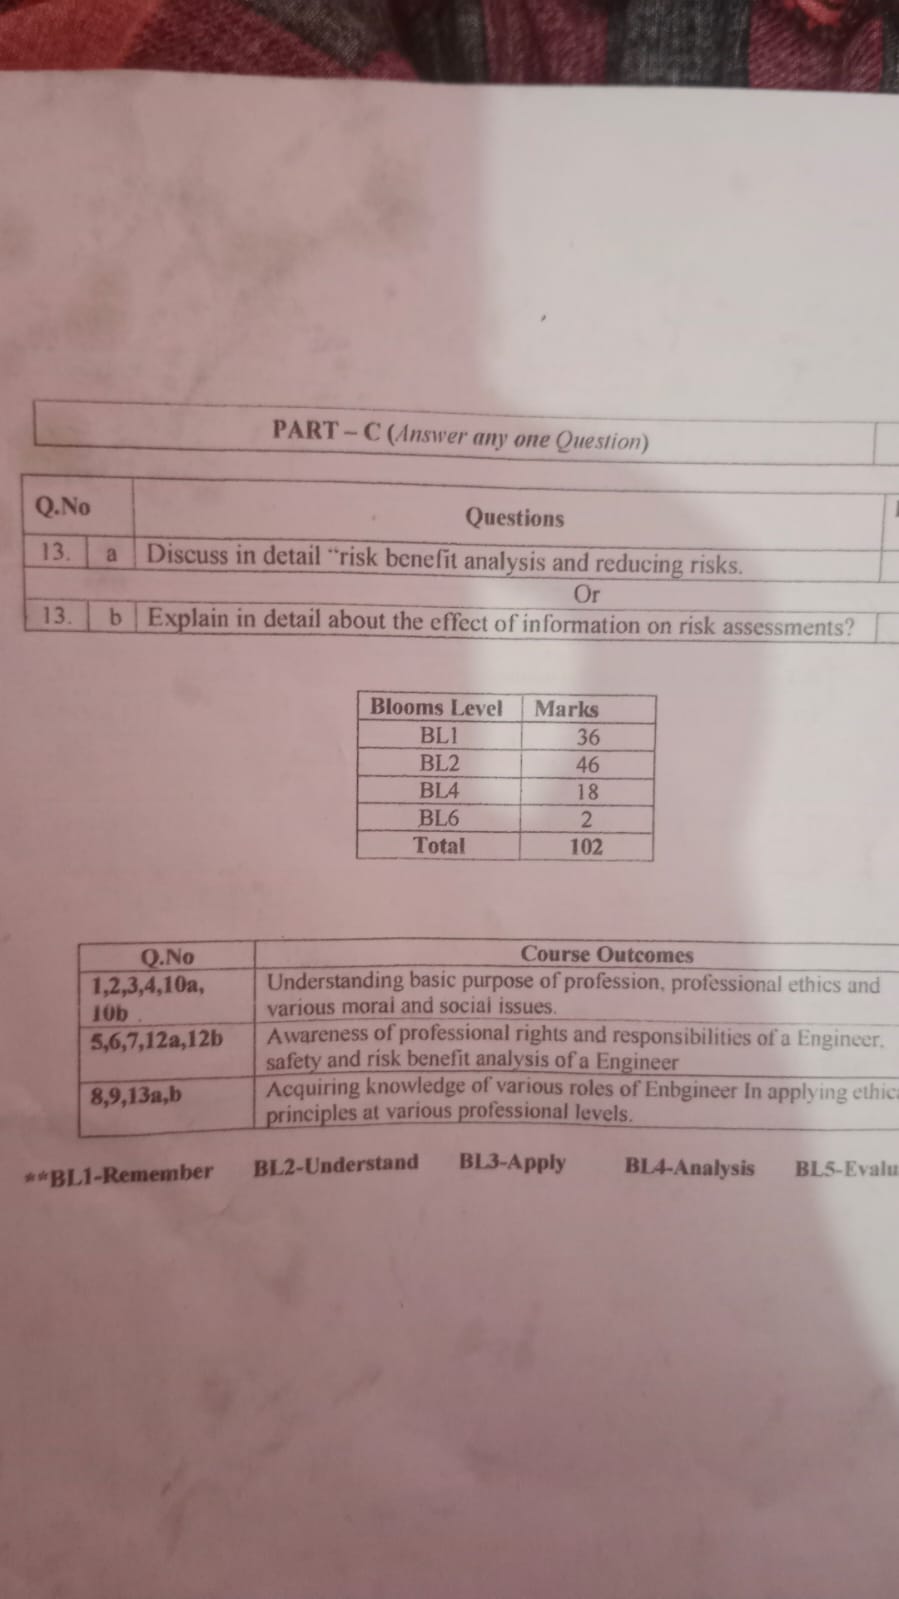 PART – C (Answer any one Question)
Q.No Questions
13. a Discuss in detail “risk benefit analysis and reducing risks.
Or
13. b Explain in detail about the effect of information on risk assessments?
Blooms Level Marks
BL1 36
BL2 46
BL4 18
BL6 2
Total 102
Q.No Course Outcomes
1,2,3,4,10a, Understanding basic purpose of profession, professional ethics and
10b various moral and social issues.
5,6,7,12a,12b Awareness of professional rights and responsibilities of a Engineer,
safety and risk benefit analysis of a Engineer
8,9,13a,b Acquiring knowledge of various roles of Enbgineer In applying ethic
principles at various professional levels.
**BL1-Remember BL2-Understand BL3-Apply BL4-Analysis BL5-Evalu